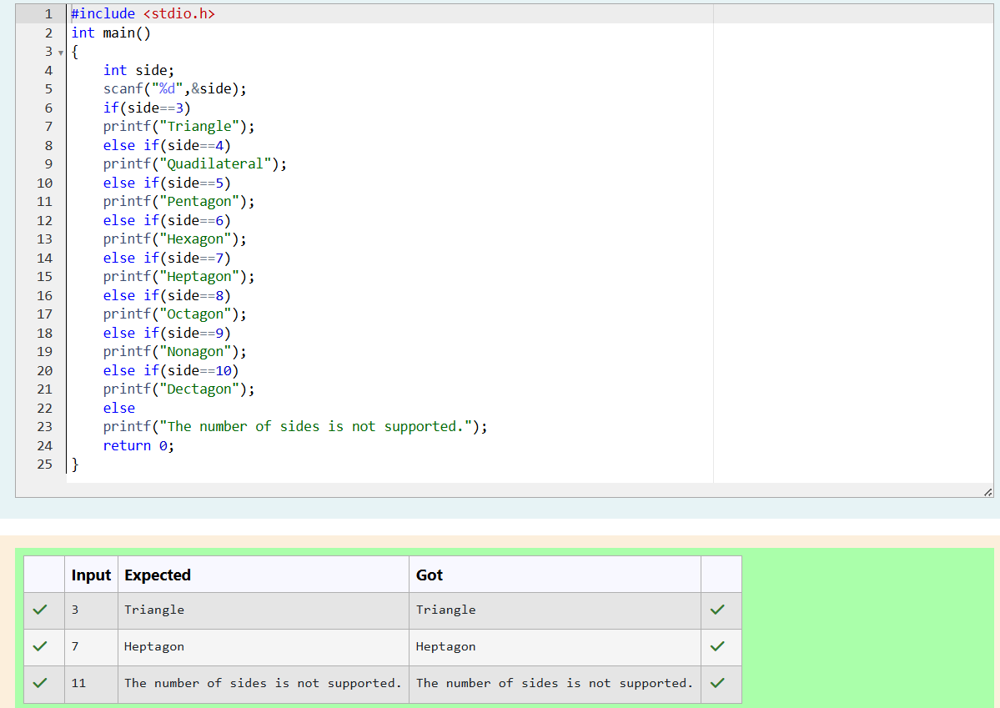 1 #include <stdio.h>
2 int main()
3 {
4     int side;
5     scanf("%d",&side);
6     if(side==3)
7     printf("Triangle");
8     else if(side==4)
9     printf("Quadilateral");
10     else if(side==5)
11     printf("Pentagon");
12     else if(side==6)
13     printf("Hexagon");
14     else if(side==7)
15     printf("Heptagon");
16     else if(side==8)
17     printf("Octagon");
18     else if(side==9)
19     printf("Nonagon");
20     else if(side==10)
21     printf("Dectagon");
22     else
23     printf("The number of sides is not supported.");
24     return 0;
25 }
Input Expected Got
3 Triangle Triangle
7 Heptagon Heptagon
11 The number of sides is not supported. The number of sides is not supported.